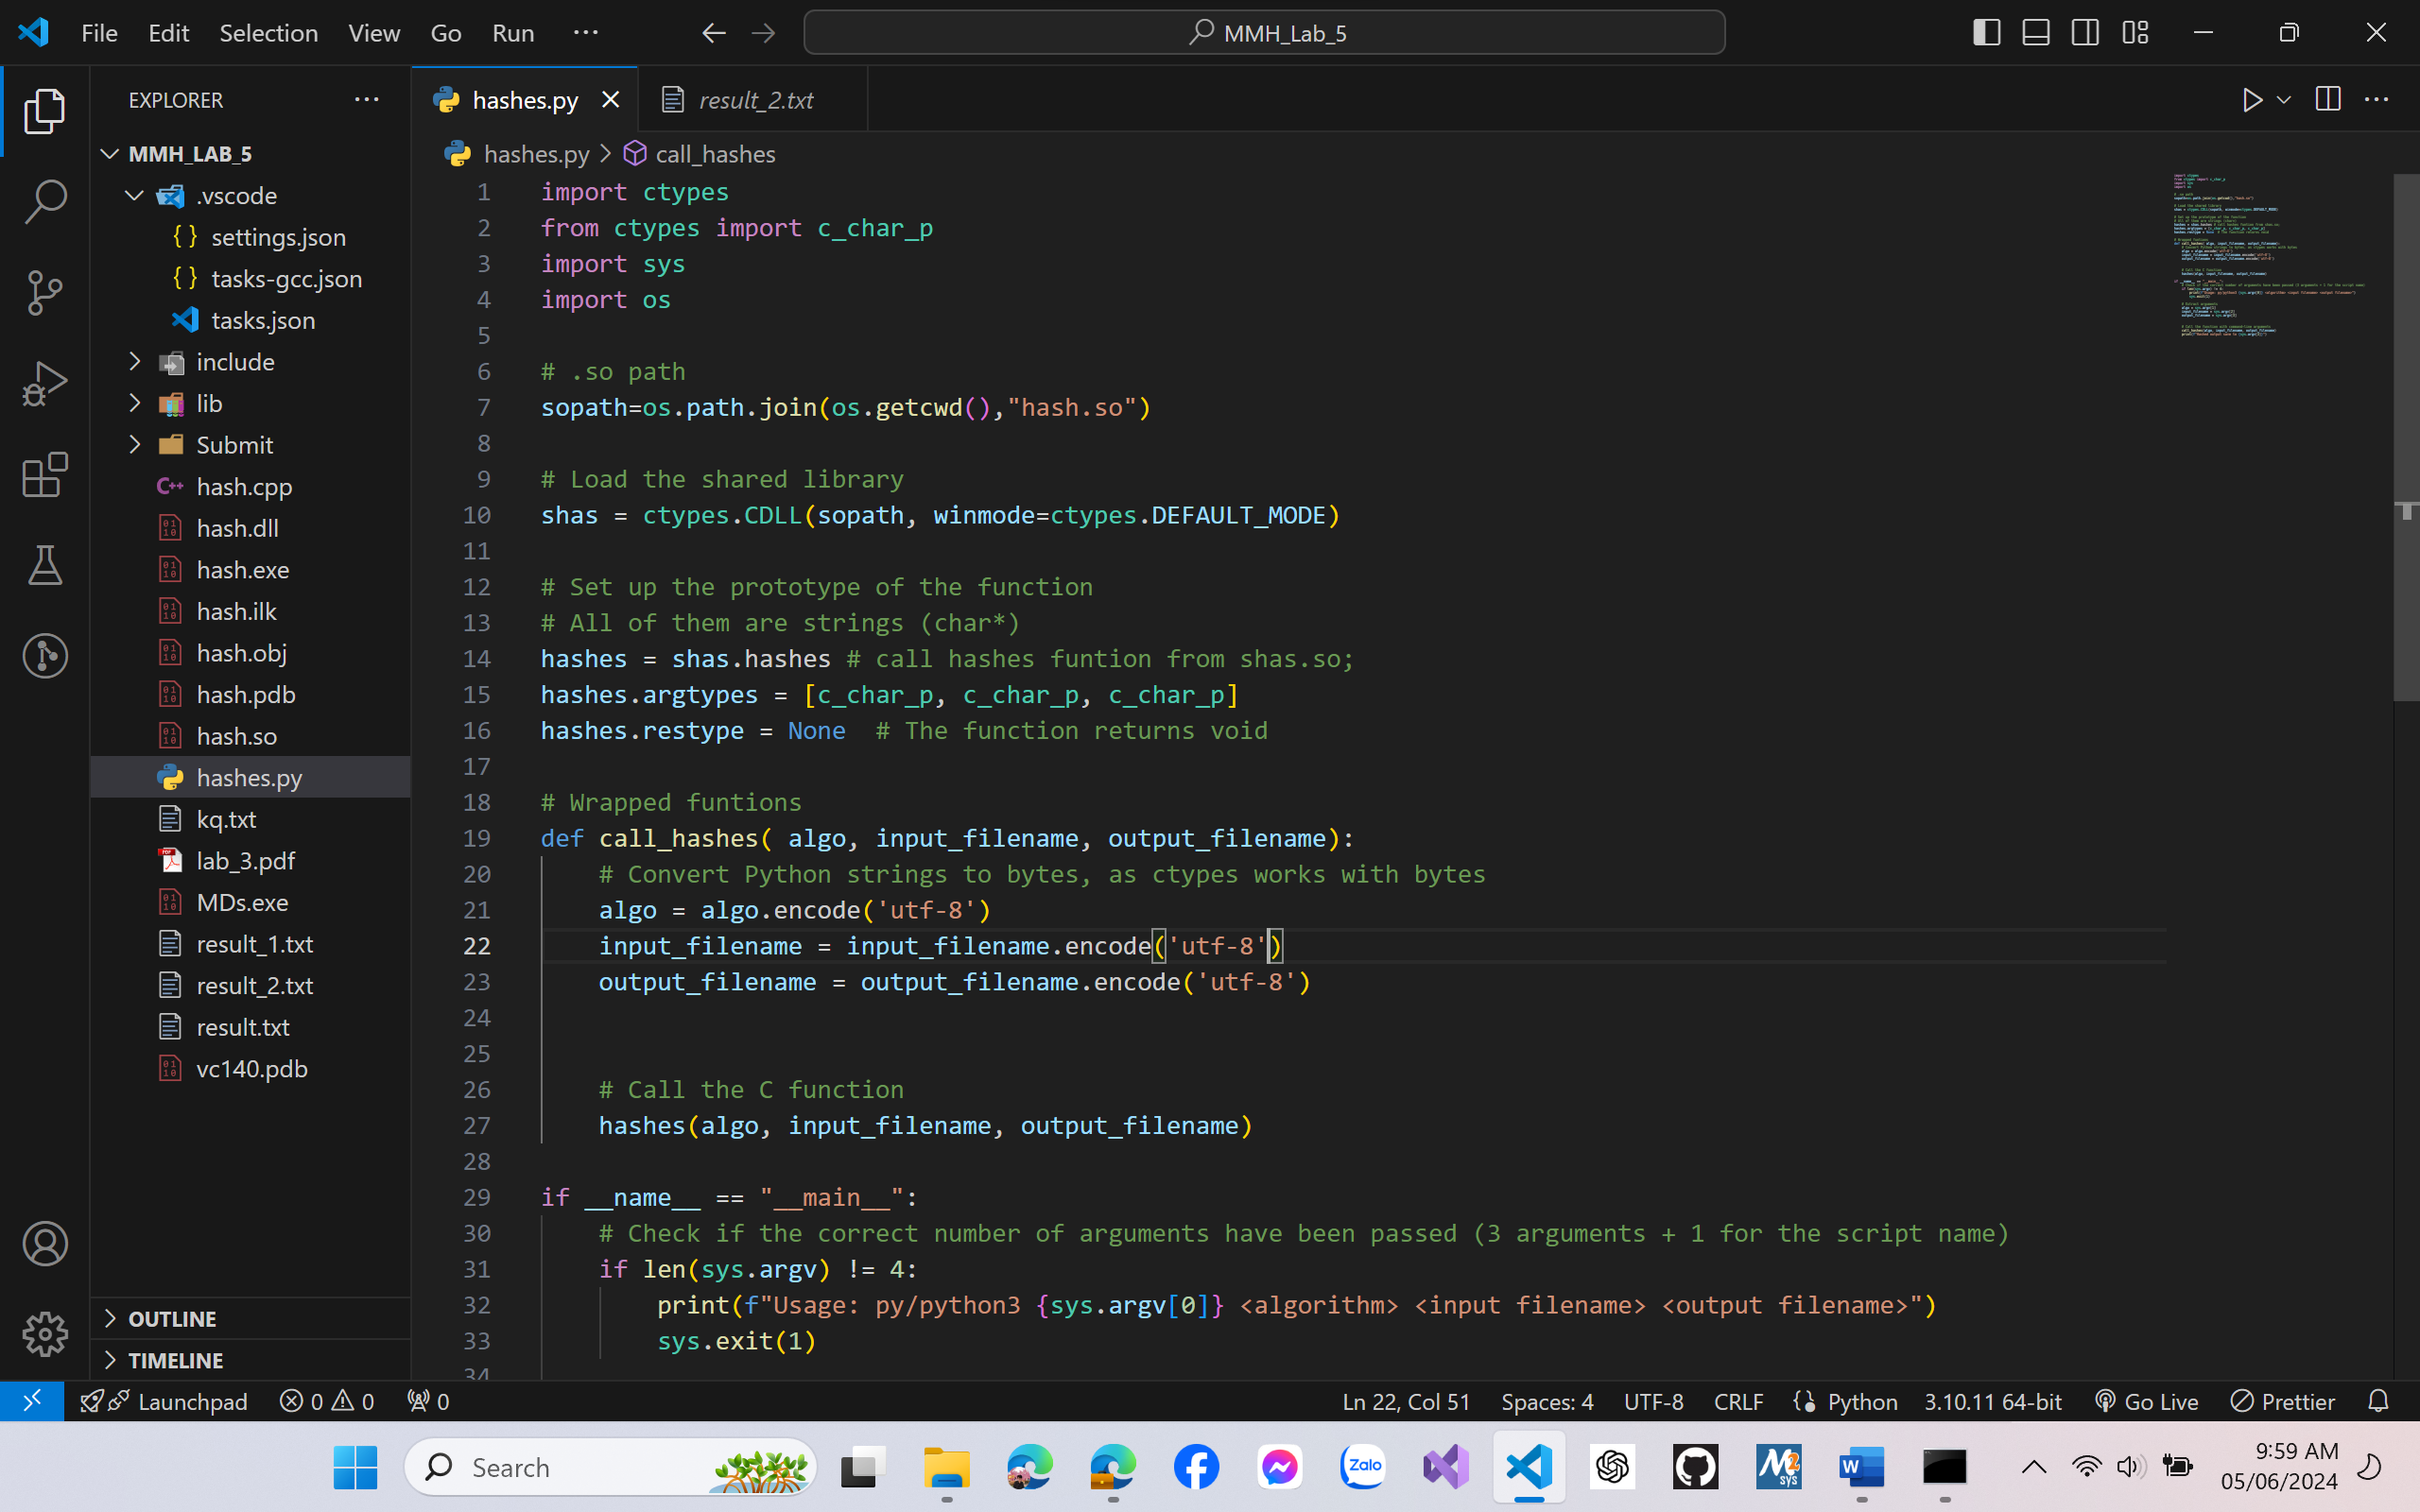 File Edit Selection View Go Run ··· MMH_Lab_5
EXPLORER ···
MMH_LAB_5
.vscode
settings.json
tasks-gcc.json
tasks.json
include
lib
Submit
hash.cpp
hash.dll
hash.exe
hash.ilk
hash.obj
hash.pdb
hash.so
hashes.py
kq.txt
lab_3.pdf
MDs.exe
result_1.txt
result_2.txt
result.txt
vc140.pdb
OUTLINE
TIMELINE
hashes.py result_2.txt
hashes.py > call_hashes
1 import ctypes
2 from ctypes import c_char_p
3 import sys
4 import os
5
6 # .so path
7 sopath=os.path.join(os.getcwd(),"hash.so")
8
9 # Load the shared library
10 shas = ctypes.CDLL(sopath, winmode=ctypes.DEFAULT_MODE)
11
12 # Set up the prototype of the function
13 # All of them are strings (char*)
14 hashes = shas.hashes # call hashes funtion from shas.so;
15 hashes.argtypes = [c_char_p, c_char_p, c_char_p]
16 hashes.restype = None  # The function returns void
17
18 # Wrapped funtions
19 def call_hashes( algo, input_filename, output_filename):
20     # Convert Python strings to bytes, as ctypes works with bytes
21     algo = algo.encode('utf-8')
22     input_filename = input_filename.encode('utf-8')
23     output_filename = output_filename.encode('utf-8')
24
25
26     # Call the C function
27     hashes(algo, input_filename, output_filename)
28
29 if __name__ == "__main__":
30     # Check if the correct number of arguments have been passed (3 arguments + 1 for the script name)
31     if len(sys.argv) != 4:
32         print(f"Usage: py/python3 {sys.argv[0]} <algorithm> <input filename> <output filename>")
33         sys.exit(1)
34
Launchpad 0 0 0 Ln 22, Col 51 Spaces: 4 UTF-8 CRLF Python 3.10.11 64-bit Go Live Prettier
Search
Zalo
M2 sys
W
9:59 AM
05/06/2024